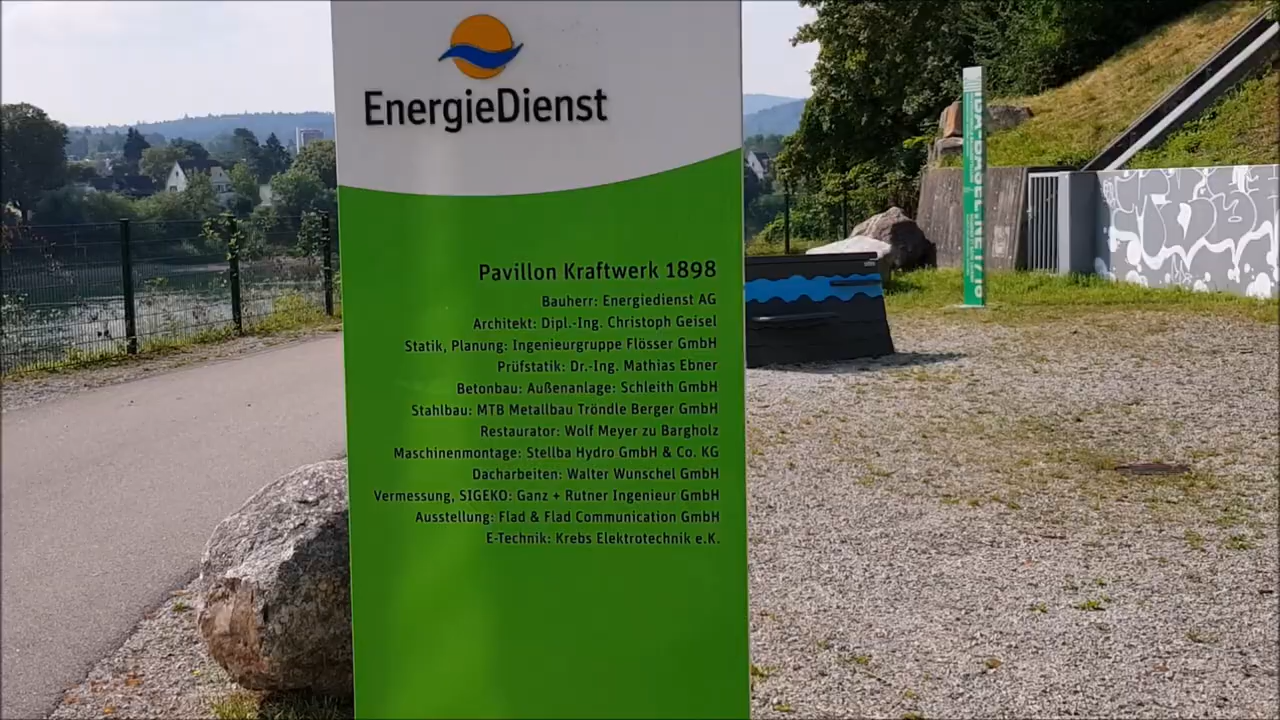 EnergieDienst
Pavillon Kraftwerk 1898
Bauherr: Energiedienst AG
Architekt: Dipl.-Ing. Christoph Geisel
Statik, Planung: Ingenieurgruppe Flösser GmbH
Prüfstatik: Dr.-Ing. Mathias Ebner
Betonbau: Außenanlage: Schleith GmbH
Stahlbau: MTB Metallbau Tröndle Berger GmbH
Restaurator: Wolf Meyer zu Bargholz
Maschinenmontage: Stellba Hydro GmbH & Co. KG
Dacharbeiten: Walter Wunschel GmbH
Vermessung, SIGEKO: Ganz + Rutner Ingenieur GmbH
Ausstellung: Flad & Flad Communication GmbH
E-Technik: Krebs Elektrotechnik e.K.